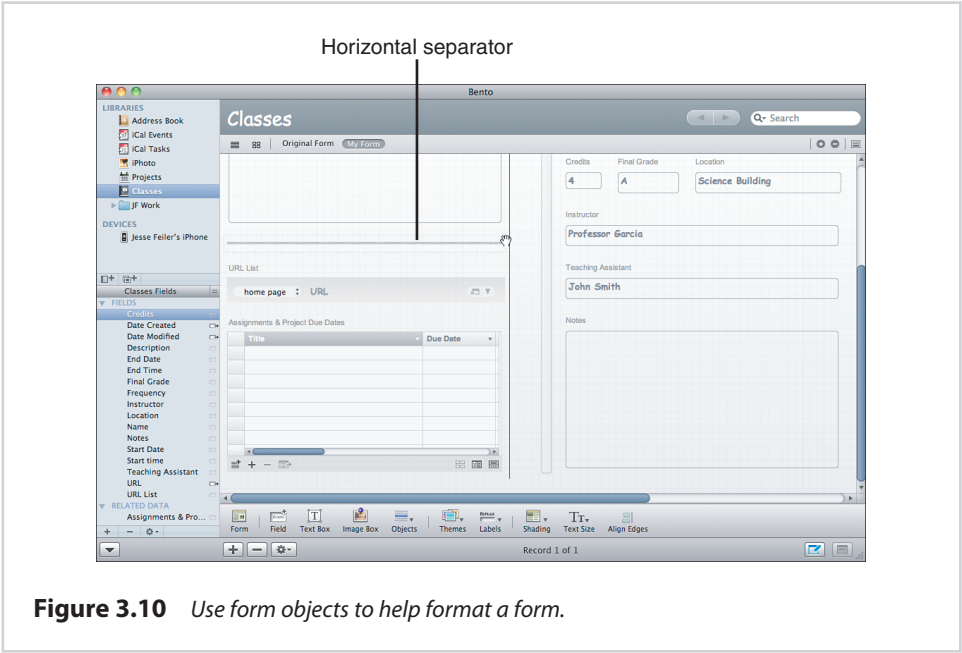 Horizontal separator
Bento
LIBRARIES
Address Book
iCal Events
iCal Tasks
iPhoto
Projects
Classes
JF Work
DEVICES
Jesse Feiler's iPhone
Classes Fields
FIELDS
Credits
Date Created
Date Modified
Description
End Date
End Time
Final Grade
Frequency
Instructor
Location
Name
Notes
Start Date
Start time
Teaching Assistant
URL
URL List
RELATED DATA
Assignments & Pro...
Classes
Search
Original Form My Form
URL List
home page URL
Assignments & Project Due Dates
Title Due Date
Credits Final Grade Location
4 A Science Building
Instructor
Professor Garcia
Teaching Assistant
John Smith
Notes
Form Field Text Box Image Box Objects Themes Labels Shading Text Size Align Edges
Record 1 of 1
Figure 3.10 Use form objects to help format a form.